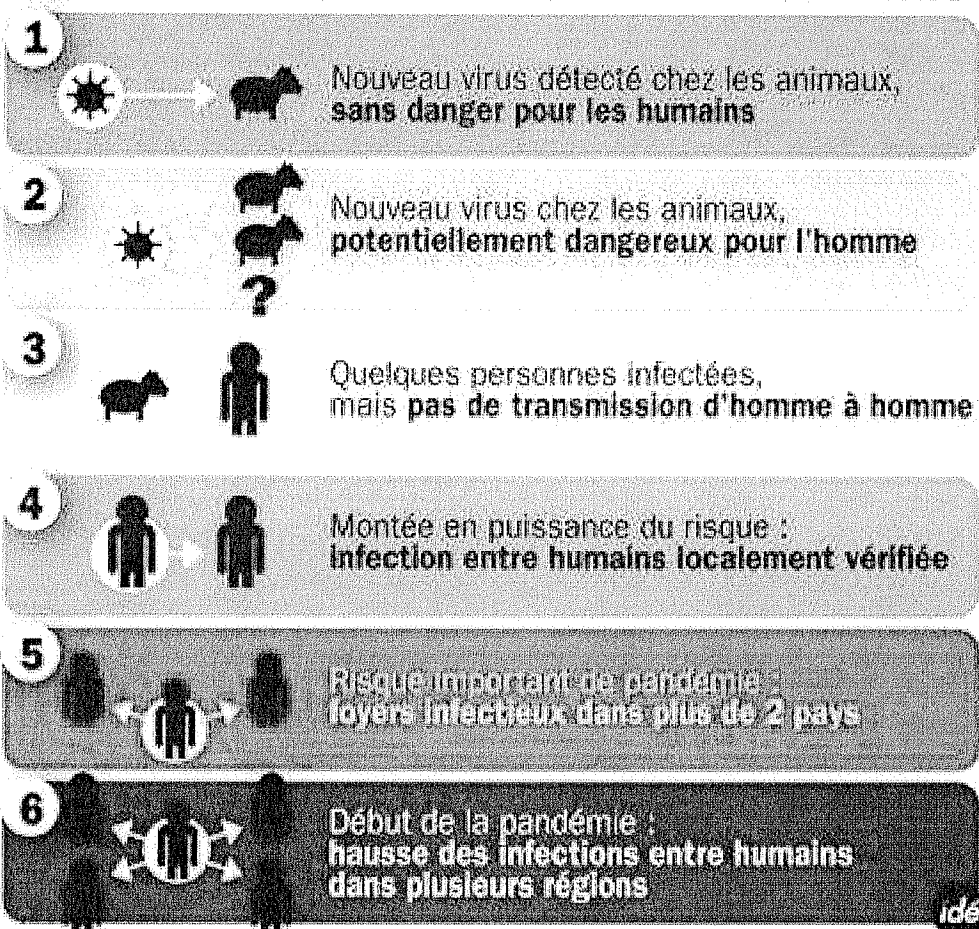 1
Nouveau virus détecté chez les animaux,
sans danger pour les humains
2
Nouveau virus chez les animaux,
potentiellement dangereux pour l'homme
?
3
Quelques personnes infectées,
mais pas de transmission d'homme à homme
4
Montée en puissance du risque :
infection entre humains localement vérifiée
5
Risque important de pandémie :
foyers infectieux dans plus de 2 pays
6
Début de la pandémie :
hausse des infections entre humains
dans plusieurs régions
idé